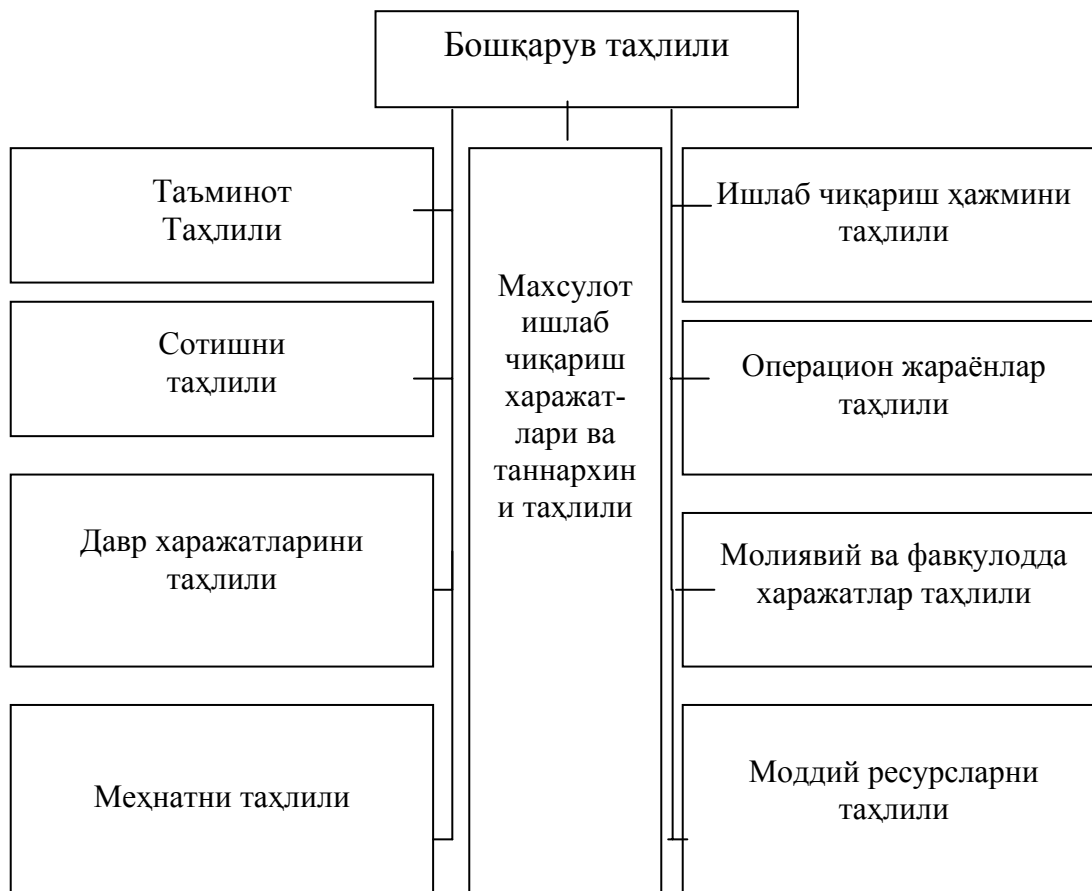 Бошқарув таҳлили
Таъминот
Таҳлили
Сотишни
таҳлили
Давр харажатларини
таҳлили
Меҳнатни таҳлили
Махсулот
ишлаб
чиқариш
харажат-
лари ва
таннархин
и таҳлили
Ишлаб чиқариш ҳажмини
таҳлили
Операцион жараёнлар
таҳлили
Молиявий ва фавқулодда
харажатлар таҳлили
Моддий ресурсларни
таҳлили